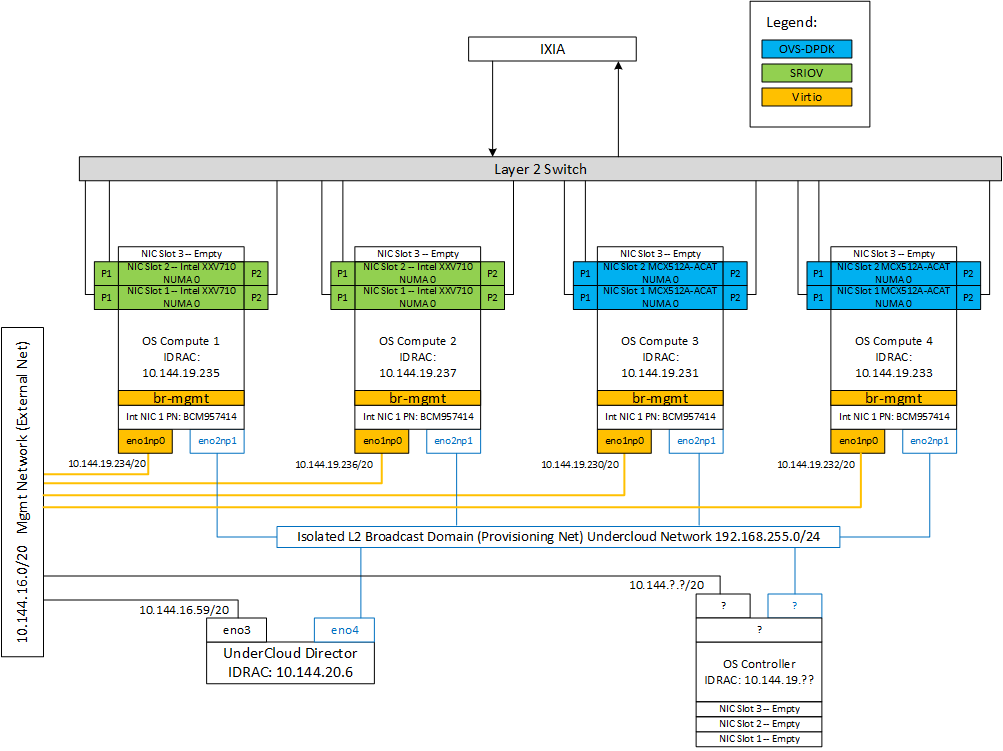 Legend:
OVS-DPDK
SRIOV
Virtio
IXIA
Layer 2 Switch
NIC Slot 3 -- Empty
P1
NIC Slot 2 -- Intel XXV710
NUMA 0
P2
P1
NIC Slot 1 -- Intel XXV710
NUMA 0
P2
OS Compute 1
IDRAC:
10.144.19.235
br-mgmt
Int NIC 1 PN: BCM957414
eno1np0
eno2np1
10.144.19.234/20
NIC Slot 3 -- Empty
P1
NIC Slot 2 -- Intel XXV710
NUMA 0
P2
P1
NIC Slot 1 -- Intel XXV710
NUMA 0
P2
OS Compute 2
IDRAC:
10.144.19.237
br-mgmt
Int NIC 1 PN: BCM957414
eno1np0
eno2np1
10.144.19.236/20
NIC Slot 3 -- Empty
P1
NIC Slot 2 MCX512A-ACAT
NUMA 0
P2
P1
NIC Slot 1 MCX512A-ACAT
NUMA 0
P2
OS Compute 3
IDRAC:
10.144.19.231
br-mgmt
Int NIC 1 PN: BCM957414
eno1np0
eno2np1
10.144.19.230/20
NIC Slot 3 -- Empty
P1
NIC Slot 2 MCX512A-ACAT
NUMA 0
P2
P1
NIC Slot 1 MCX512A-ACAT
NUMA 0
P2
OS Compute 4
IDRAC:
10.144.19.233
br-mgmt
Int NIC 1 PN: BCM957414
eno1np0
eno2np1
10.144.19.232/20
10.144.16.0/20 Mgmt Network (External Net)
Isolated L2 Broadcast Domain (Provisioning Net) Undercloud Network 192.168.255.0/24
10.144.16.59/20
eno3
eno4
UnderCloud Director
IDRAC: 10.144.20.6
10.144.?.?/20
?
?
?
OS Controller
IDRAC: 10.144.19.??
NIC Slot 3 -- Empty
NIC Slot 2 -- Empty
NIC Slot 1 -- Empty